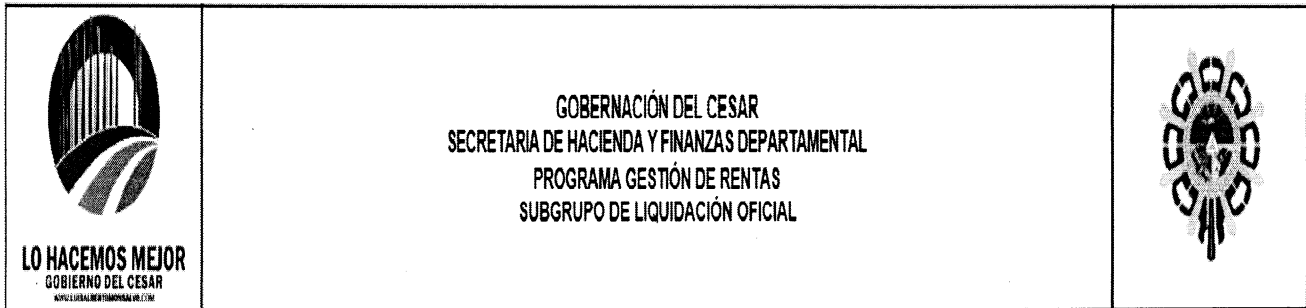 GOBERNACIÓN DEL CESAR
SECRETARIA DE HACIENDA Y FINANZAS DEPARTAMENTAL
PROGRAMA GESTIÓN DE RENTAS
SUBGRUPO DE LIQUIDACIÓN OFICIAL
LO HACEMOS MEJOR
GOBIERNO DEL CESAR